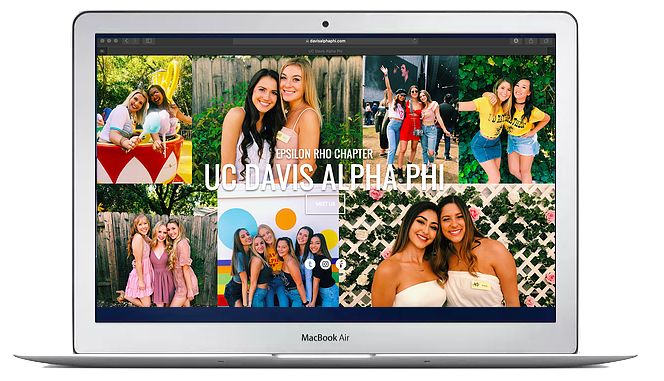 davisalphaphi.com
UC Davis Alpha Phi
EPSILON RHO CHAPTER
UC DAVIS ALPHA PHI
MEET US
MacBook Air